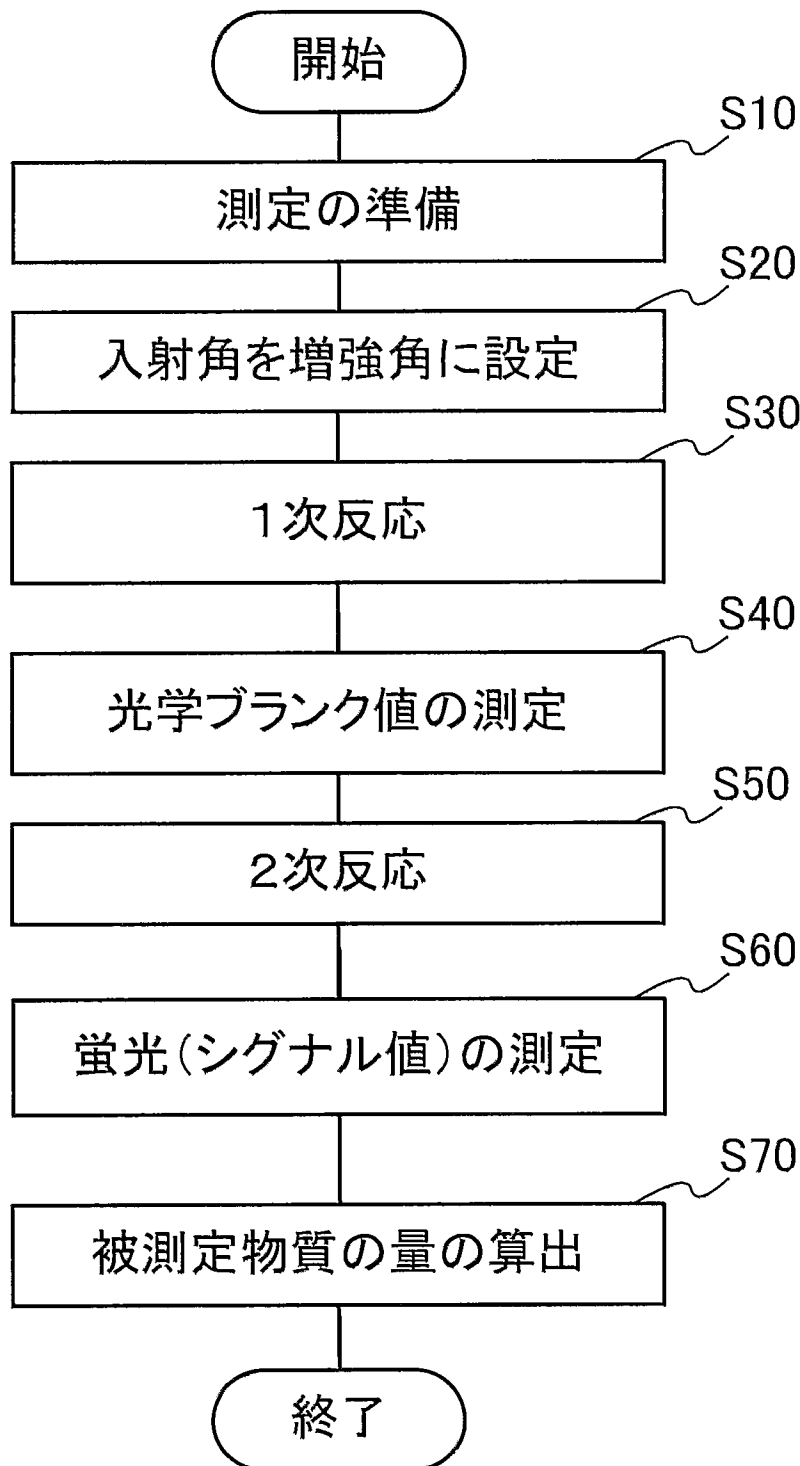 開始
S10
測定の準備
S20
入射角を増強角に設定
S30
1次反応
S40
光学ブランク値の測定
S50
2次反応
S60
蛍光(シグナル値)の測定
S70
被測定物質の量の算出
終了